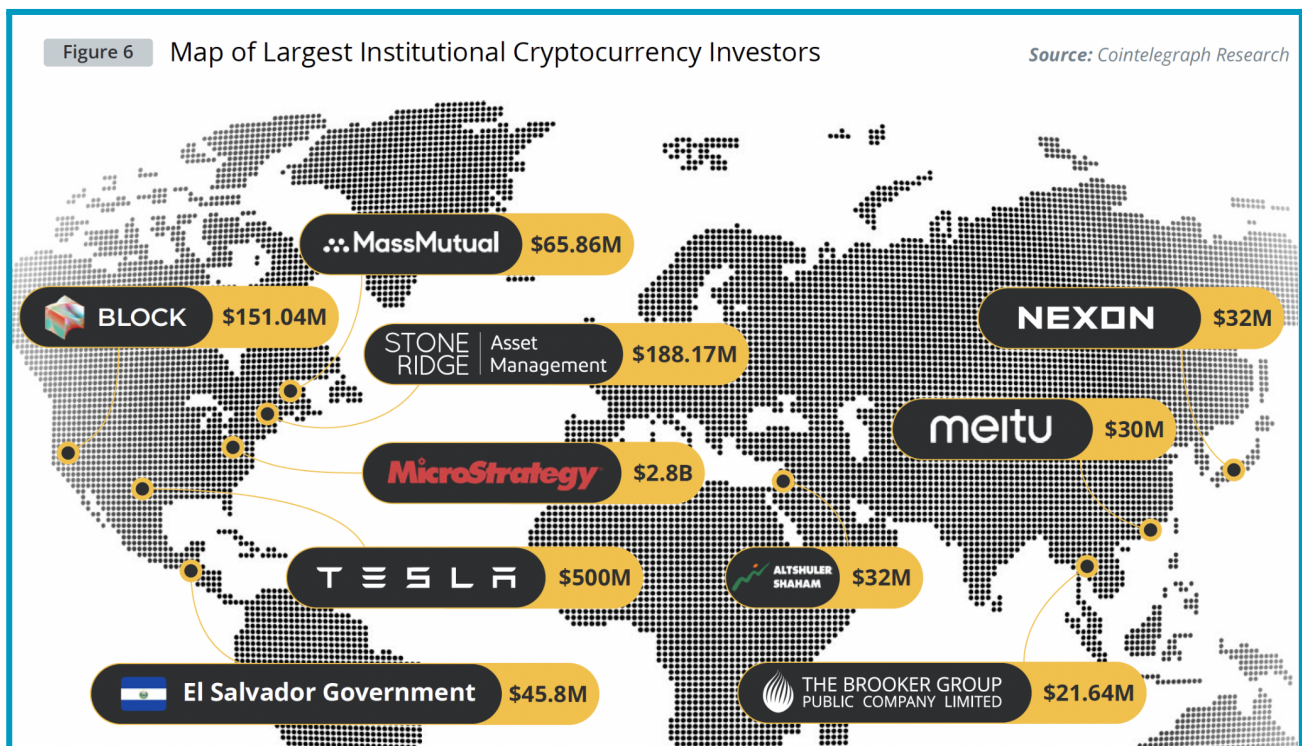 Figure 6 Map of Largest Institutional Cryptocurrency Investors Source: Cointelegraph Research
MassMutual $65.86M
BLOCK $151.04M
STONE RIDGE Asset Management $188.17M
NEXON $32M
meitu $30M
MicroStrategy $2.8B
TESLA $500M
ALTSHULER SHAHAM $32M
El Salvador Government $45.8M
THE BROOKER GROUP PUBLIC COMPANY LIMITED $21.64M